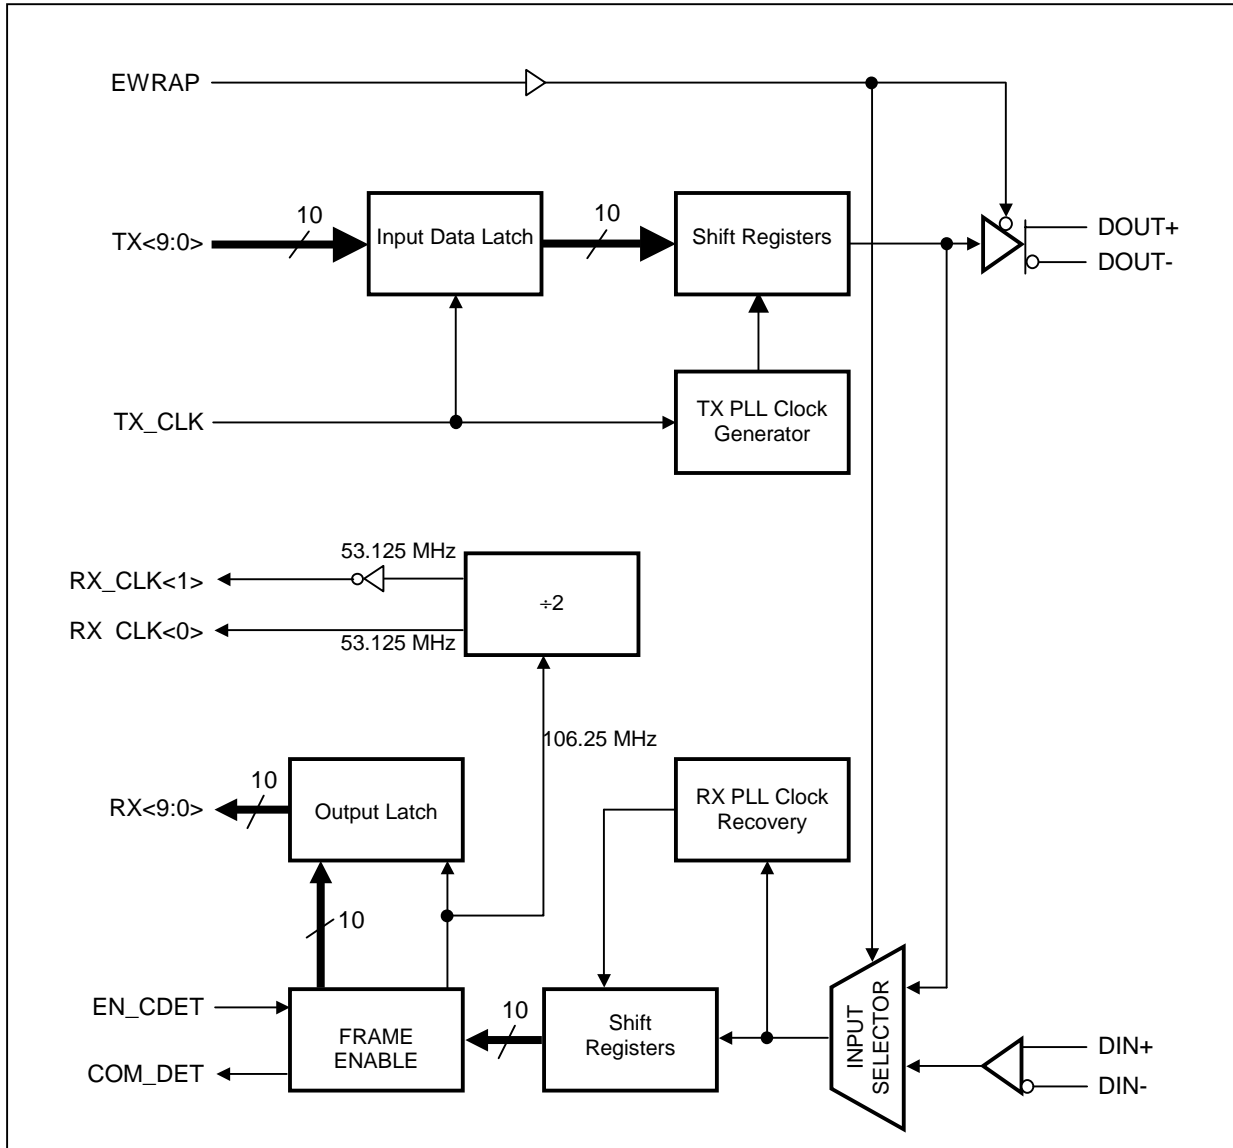 EWRAP
TX<9:0>
10
Input Data Latch
10
Shift Registers
DOUT+
DOUT-
TX_CLK
TX PLL Clock
Generator
RX_CLK<1>
53.125 MHz
÷2
RX CLK<0>
53.125 MHz
106.25 MHz
RX<9:0>
10
Output Latch
RX PLL Clock
Recovery
10
EN_CDET
COM_DET
FRAME
ENABLE
10
Shift
Registers
INPUT
SELECTOR
DIN+
DIN-